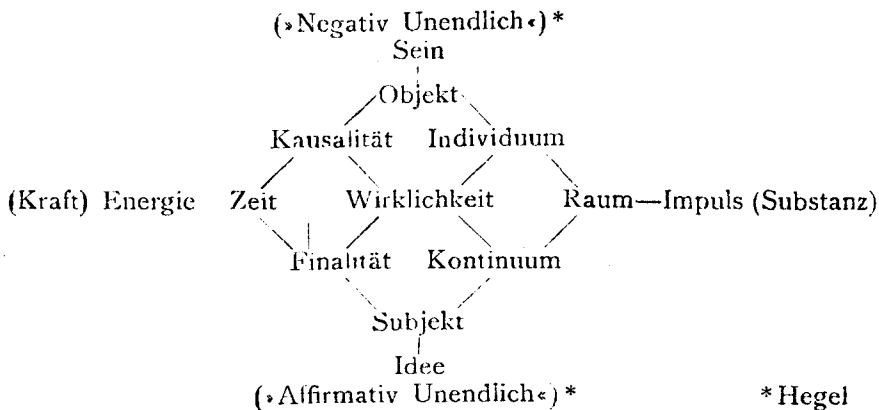 (»Negativ Unendlich«)*
Sein
Objekt
Kausalität Individuum
(Kraft) Energie Zeit Wirklichkeit Raum—Impuls (Substanz)
Finalität Kontinuum
Subjekt
Idee
(»Affirmativ Unendlich«)* *Hegel